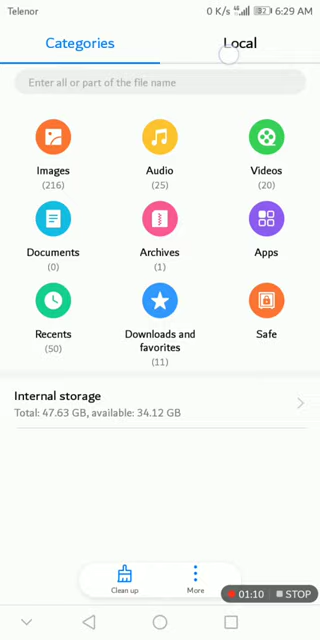 Telenor 0 K/s 4G 82 6:29 AM
Categories Local
Enter all or part of the file name
Images Audio Videos
(216) (25) (20)
Documents Archives Apps
(0) (1)
Recents Downloads and favorites Safe
(50) (11)
Internal storage
Total: 47.63 GB, available: 34.12 GB
Clean up More
01:10 STOP